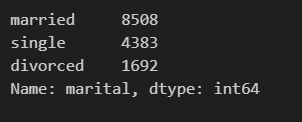 married     8508
single      4383
divorced    1692
Name: marital, dtype: int64